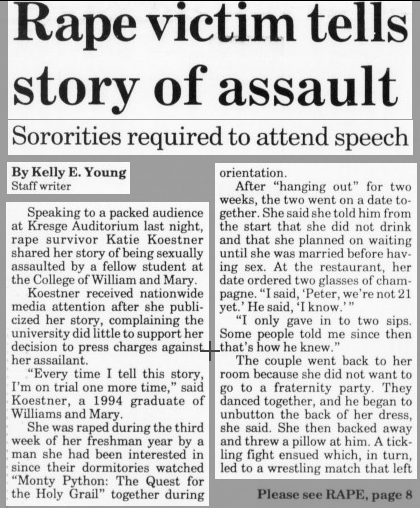 Rape victim tells
story of assault
Sororities required to attend speech
By Kelly E. Young
Staff writer
Speaking to a packed audience
at Kresge Auditorium last night,
rape survivor Katie Koestner
shared her story of being sexually
assaulted by a fellow student at
the College of William and Mary.
Koestner received nationwide
media attention after she publi-
cized her story, complaining the
university did little to support her
decision to press charges against
her assailant.
"Every time I tell this story,
I'm on trial one more time," said
Koestner, a 1994 graduate of
Williams and Mary.
She was raped during the third
week of her freshman year by a
man she had been interested in
since their dormitories watched
"Monty Python: The Quest for
the Holy Grail" together during
orientation.
After "hanging out" for two
weeks, the two went on a date to-
gether. She said she told him from
the start that she did not drink
and that she planned on waiting
until she was married before hav-
ing sex. At the restaurant, her
date ordered two glasses of cham-
pagne. "I said, 'Peter, we're not 21
yet.' He said, 'I know.'"
"I only gave in to two sips.
Some people told me since then
that's how he knew."
The couple went back to her
room because she did not want to
go to a fraternity party. They
danced together, and he began to
unbutton the back of her dress,
she said. She then backed away
and threw a pillow at him. A tick-
ling fight ensued which, in turn,
led to a wrestling match that left
Please see RAPE, page 8